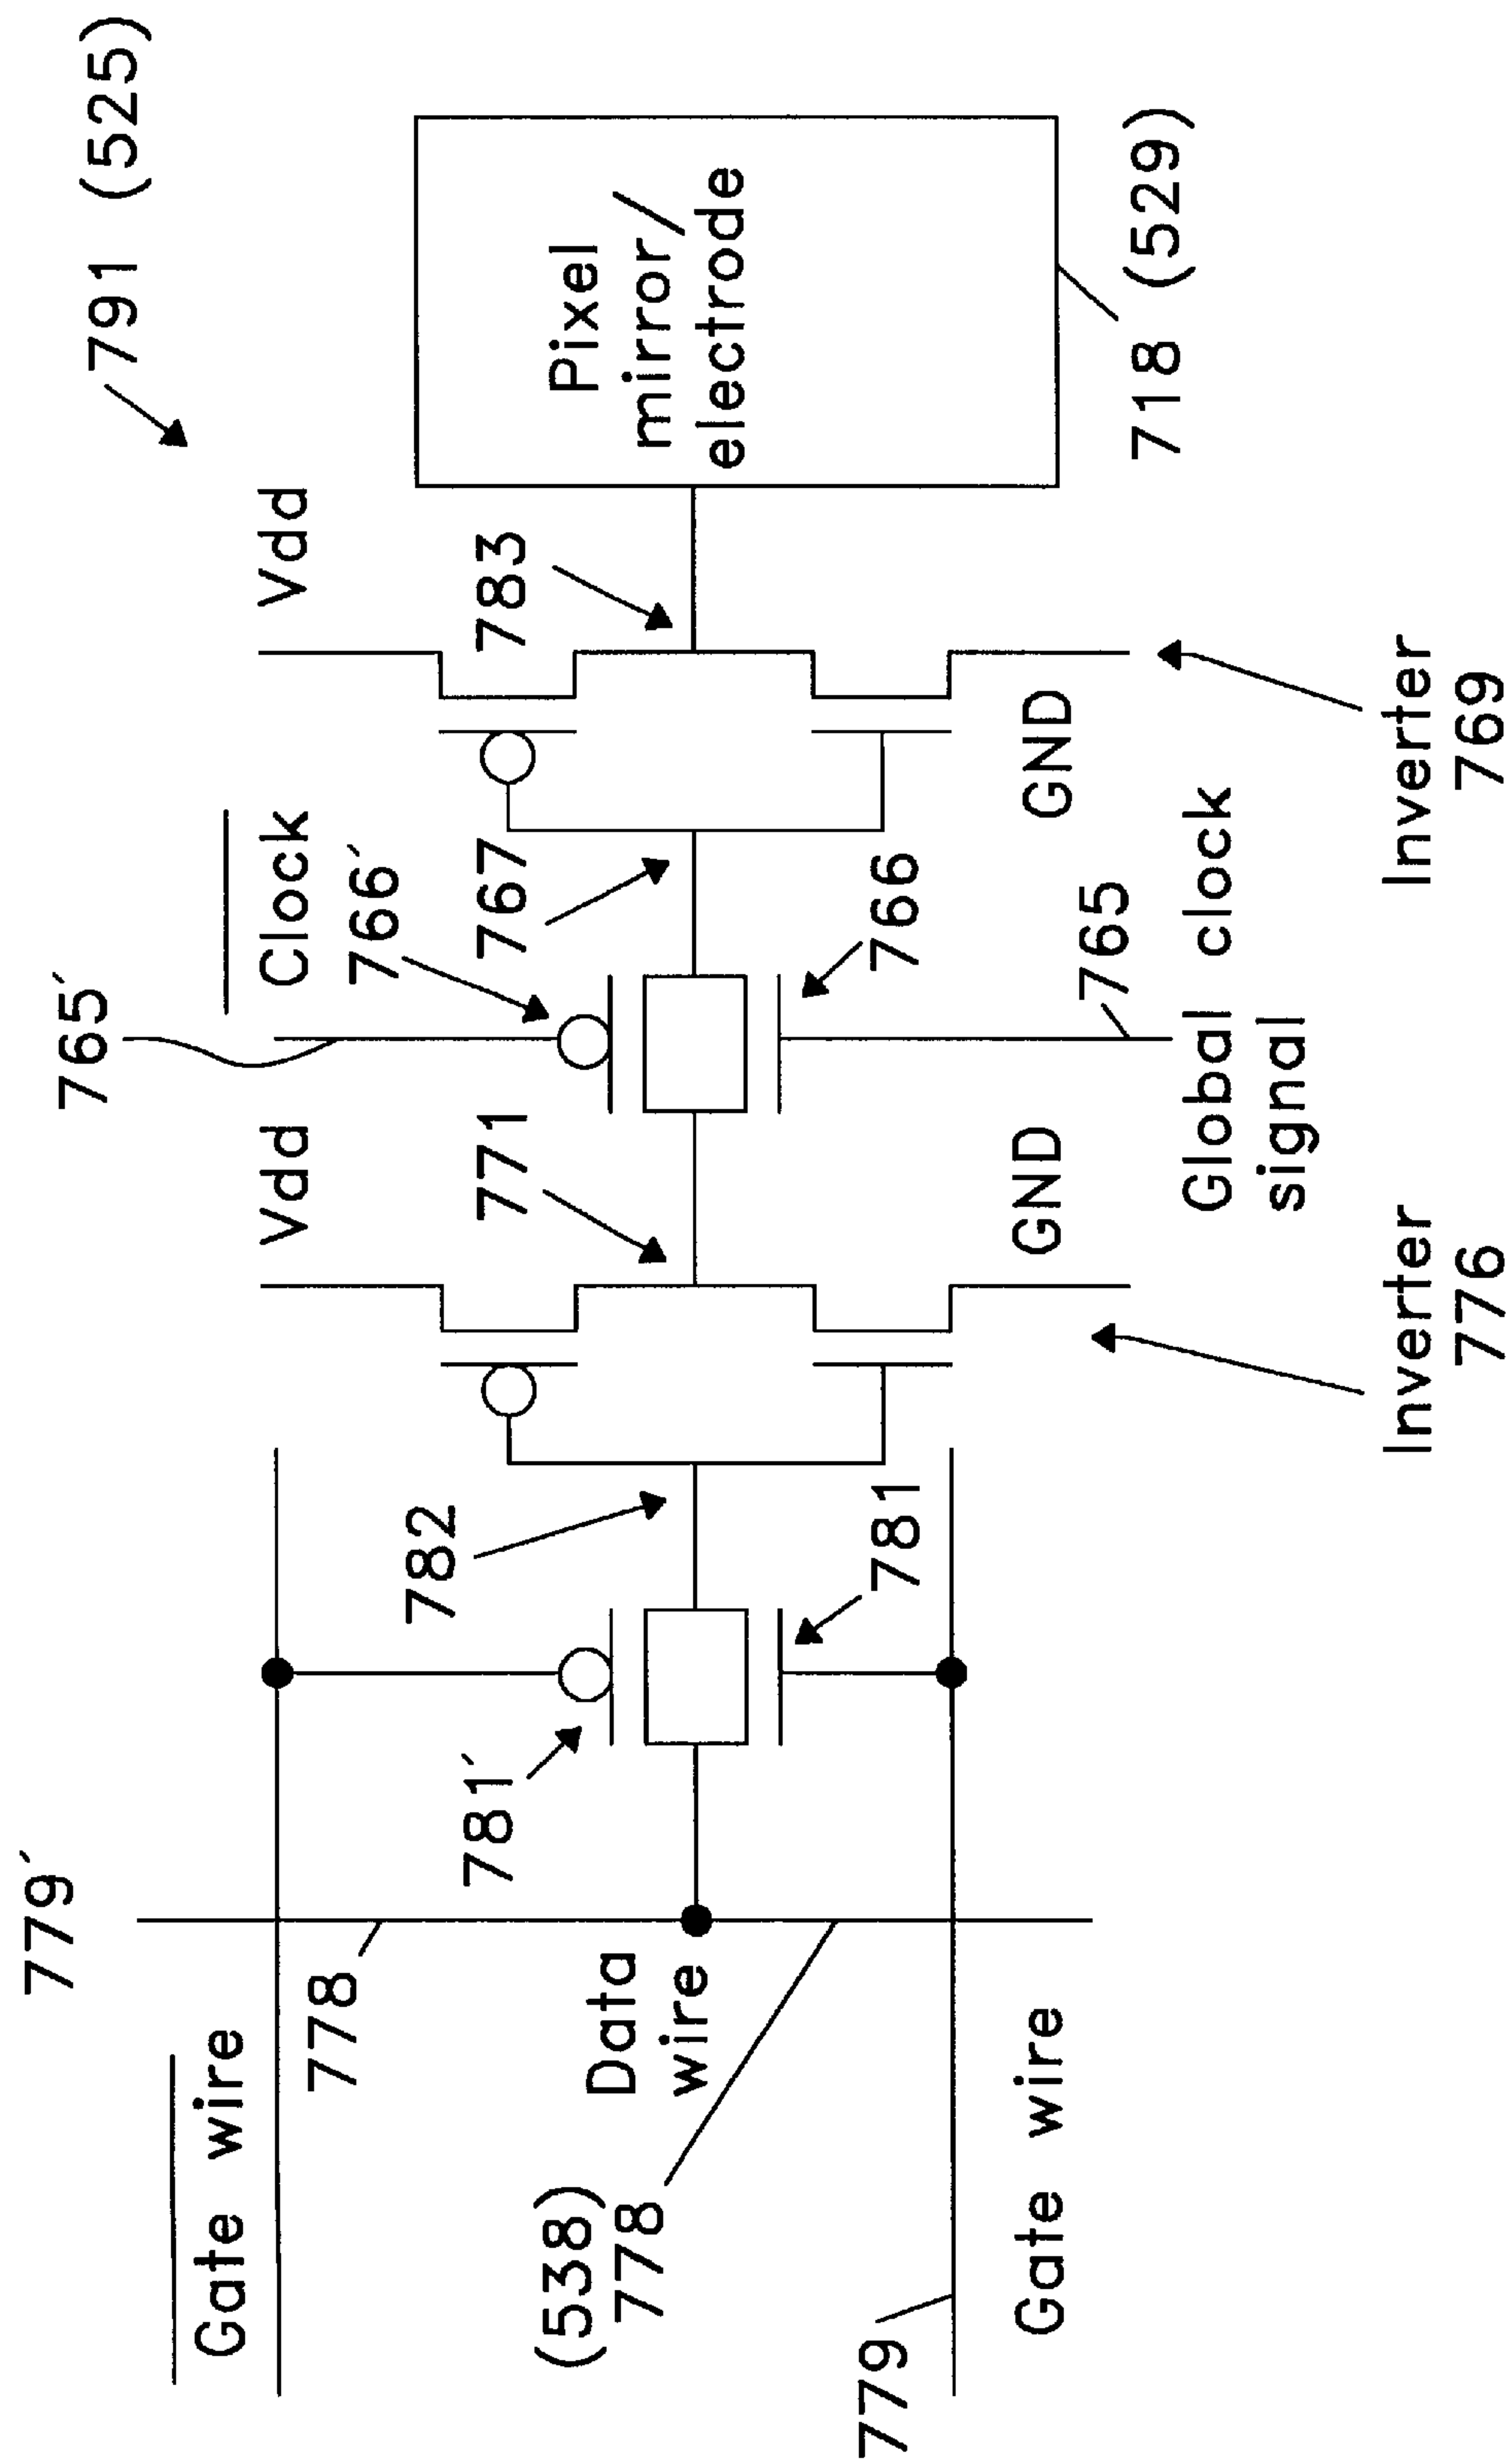 791 (525)
779´
Gate wire
778
Data
wire
(538)
778
779
Gate wire
781´
782
781
Vdd
771
GND
Inverter
776
765´
Clock
766´
767
766
765
Global clock
signal
Vdd
783
GND
Inverter
769
Pixel
mirror/
electrode
718 (529)